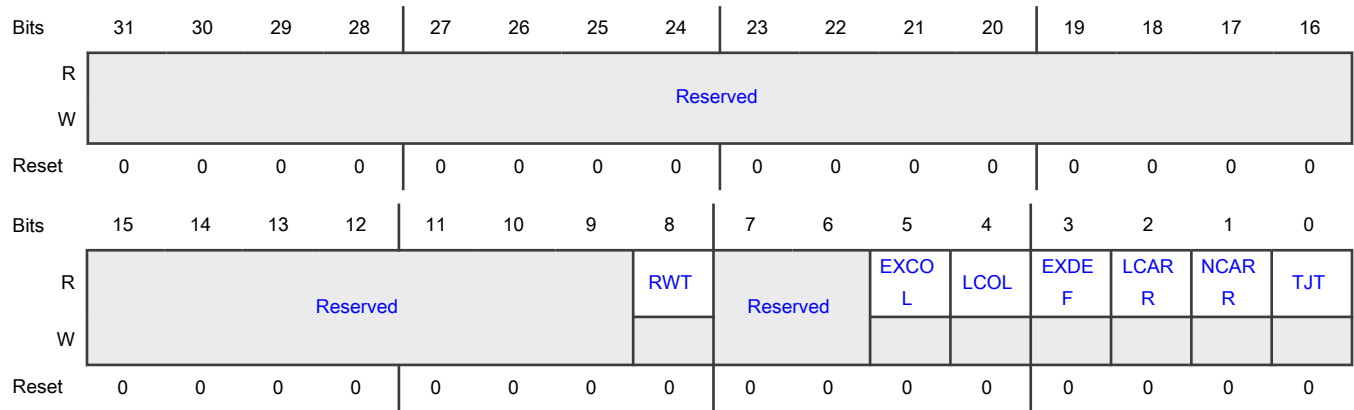 Bits 31 30 29 28 27 26 25 24 23 22 21 20 19 18 17 16
R
Reserved
W
Reset 0 0 0 0 0 0 0 0 0 0 0 0 0 0 0 0
Bits 15 14 13 12 11 10 9 8 7 6 5 4 3 2 1 0
R Reserved RWT Reserved EXCO LCOL EXDE LCAR NCAR TJT
L F R R
W
Reset 0 0 0 0 0 0 0 0 0 0 0 0 0 0 0 0